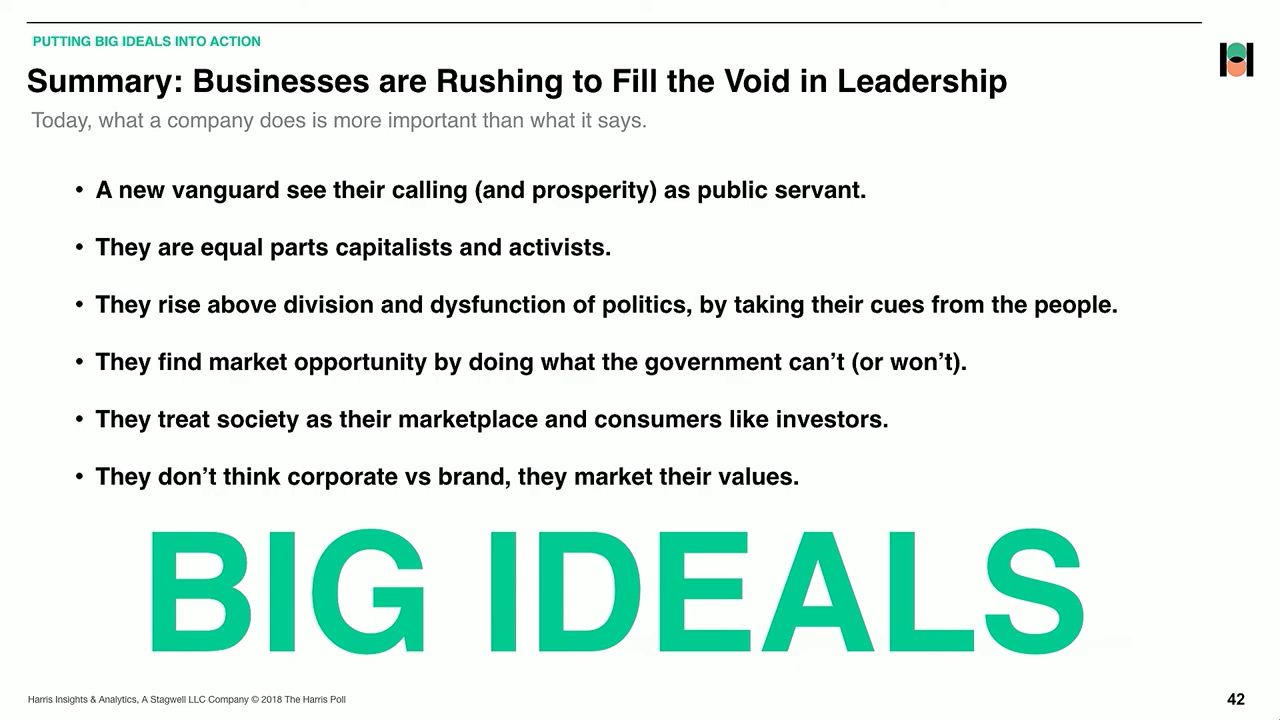 PUTTING BIG IDEALS INTO ACTION
Summary: Businesses are Rushing to Fill the Void in Leadership
Today, what a company does is more important than what it says.
• A new vanguard see their calling (and prosperity) as public servant.
• They are equal parts capitalists and activists.
• They rise above division and dysfunction of politics, by taking their cues from the people.
• They find market opportunity by doing what the government can’t (or won’t).
• They treat society as their marketplace and consumers like investors.
• They don’t think corporate vs brand, they market their values.
BIG IDEALS
Harris Insights & Analytics, A Stagwell LLC Company © 2018 The Harris Poll
42